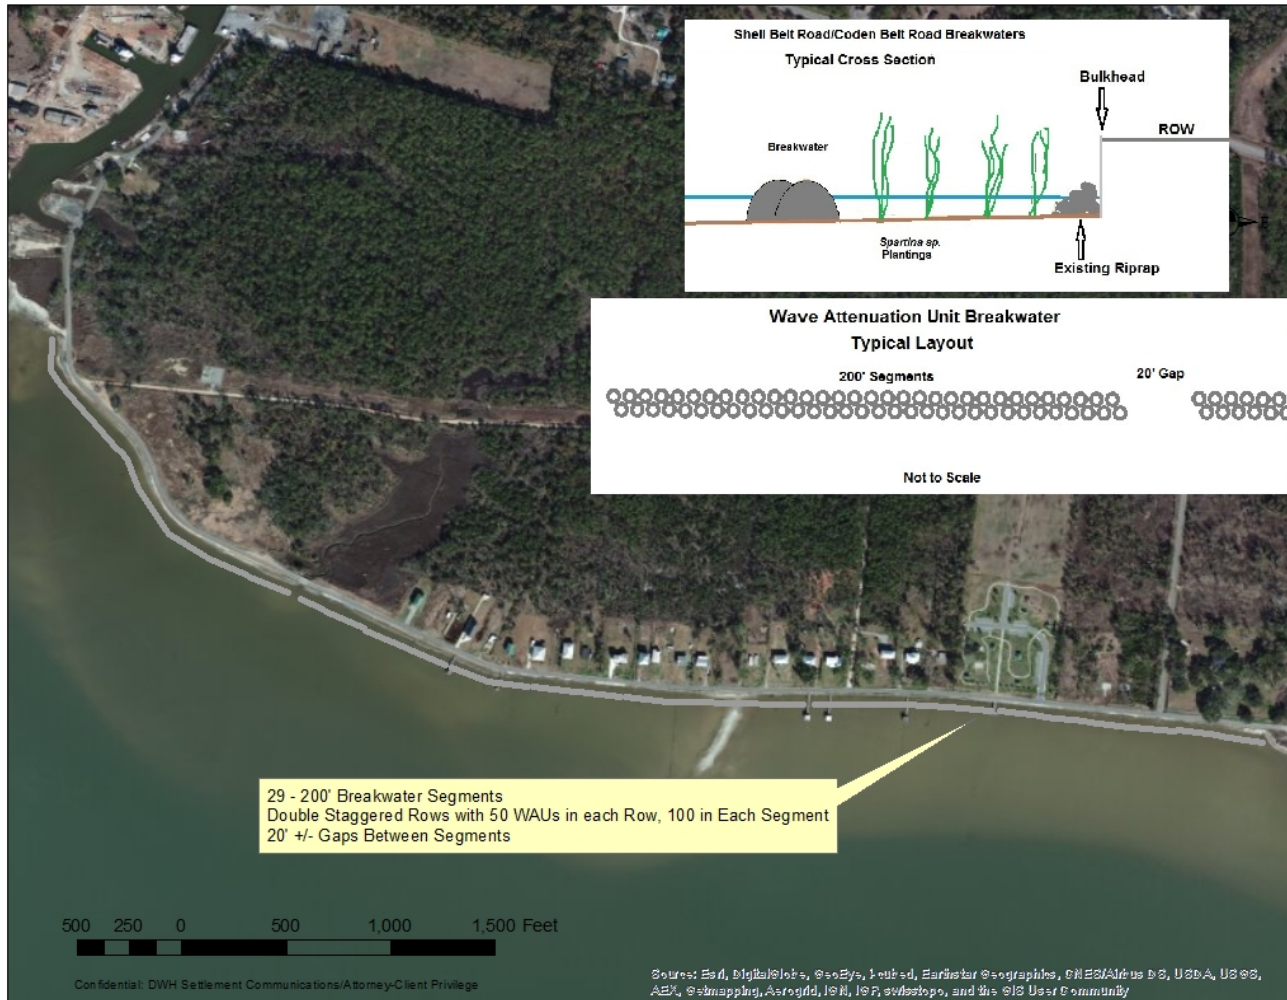 Shell Belt Road/Coden Belt Road Breakwaters
Typical Cross Section
Bulkhead
ROW
Breakwater
Spartina sp.
Plantings
Existing Riprap
Wave Attenuation Unit Breakwater
Typical Layout
200' Segments
20' Gap
Not to Scale
29 - 200' Breakwater Segments
Double Staggered Rows with 50 WAUs in each Row, 100 in Each Segment
20' +/- Gaps Between Segments
500 250 0 500 1,000 1,500 Feet
Confidential: DWH Settlement Communications/Attorney-Client Privilege
Source: Esri, DigitalGlobe, GeoEye, i-cubed, Earthstar Geographics, CNES/Airbus DS, USDA, USGS,
AEX, Getmapping, Aerogrid, IGN, IGP, swisstopo, and the GIS User Community